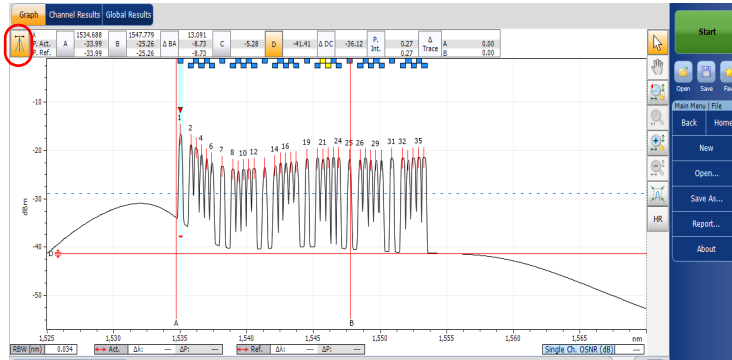 Graph Channel Results Global Results
Start
λ 1534.688 1547.779 13.091
P. Act. A -33.99 B -25.26 Δ BA -8.73 C -5.28 D -41.41 Δ DC -36.12 P. Int. 0.27 Δ Trace A 0.00
P. Ref. -33.99 -25.26 -8.73 0.27 B 0.00
Open Save Fav
Main Menu | File
Back Home
New
Open...
Save As...
Report...
About
HR
-10
-20
-30
-40
-50
dBm
1 2 4 6 7 8 10 12 14 16 19 21 24 25 26 29 31 32 35
D
A B
1,525 1,530 1,535 1,540 1,545 1,550 1,555 1,560 1,565 nm
RBW (nm) 0.034 Act. Δλ: --- ΔP: --- Ref. Δλ: --- ΔP: --- Single Ch. OSNR (dB) ---